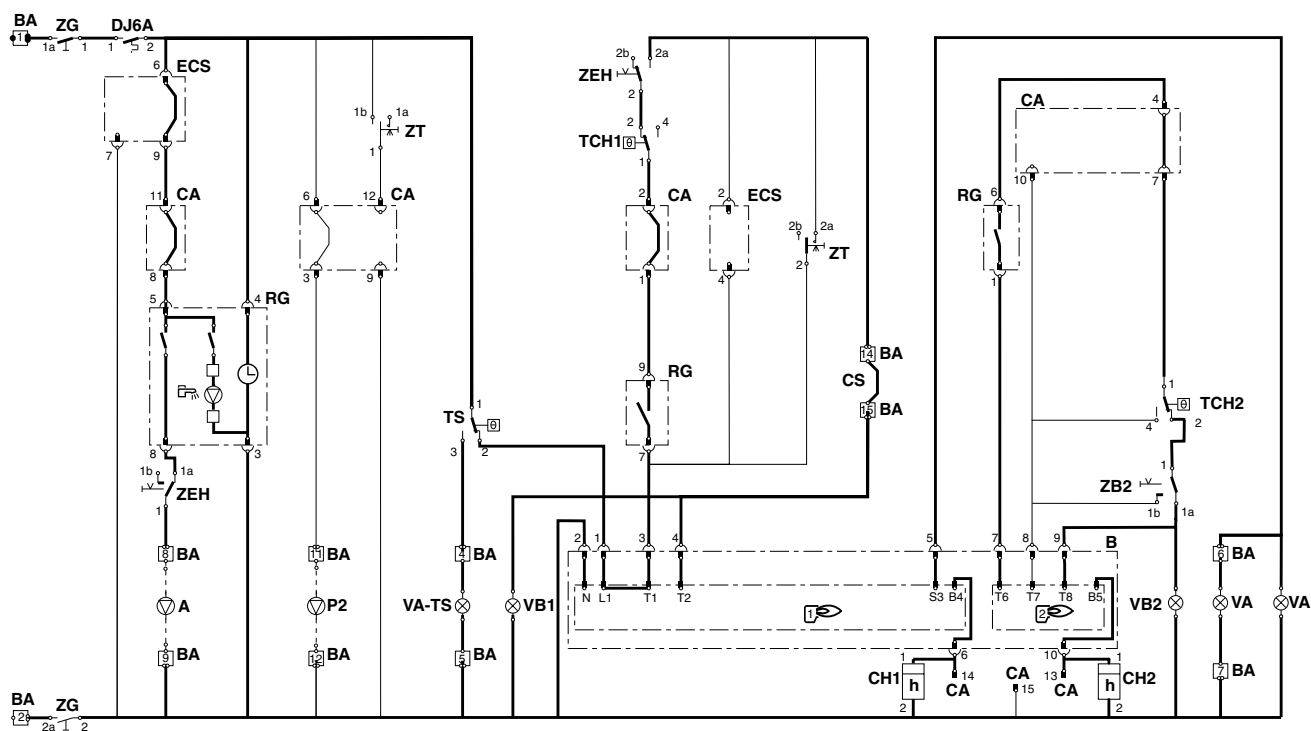 BA ZG DJ6A
1 1a 1 1 2
6 ECS
7 9
11 CA
8
5 4 RG
8 3
1b 1a
ZEH
1
8 BA
A
9 BA
BA ZG
2 2a 2
1b 1a
ZT
1
6 12 CA
3 9
11 BA
P2
12 BA
TS 1
θ
3 2
4 BA
VA-TS
5 BA
VB1
2b 2a
ZEH
2
2 4
TCH1 θ
1
2 CA
1
9 RG
7
2 ECS
4
2b 2a
ZT
2
14 BA
CS
15 BA
CA 4
10 7
RG 6
1
1
θ TCH2
4 2
1
ZB2
1b 1a
2 1 3 4 5 7 8 9 B
N L1 T1 T2 S3 B4 T6 T7 T8 B5
1 2
6 10
CH1 1 h 2
14 CA
CA 15
13 CA
1 h 2 CH2
VB2
6 BA
VA
7 BA
VA